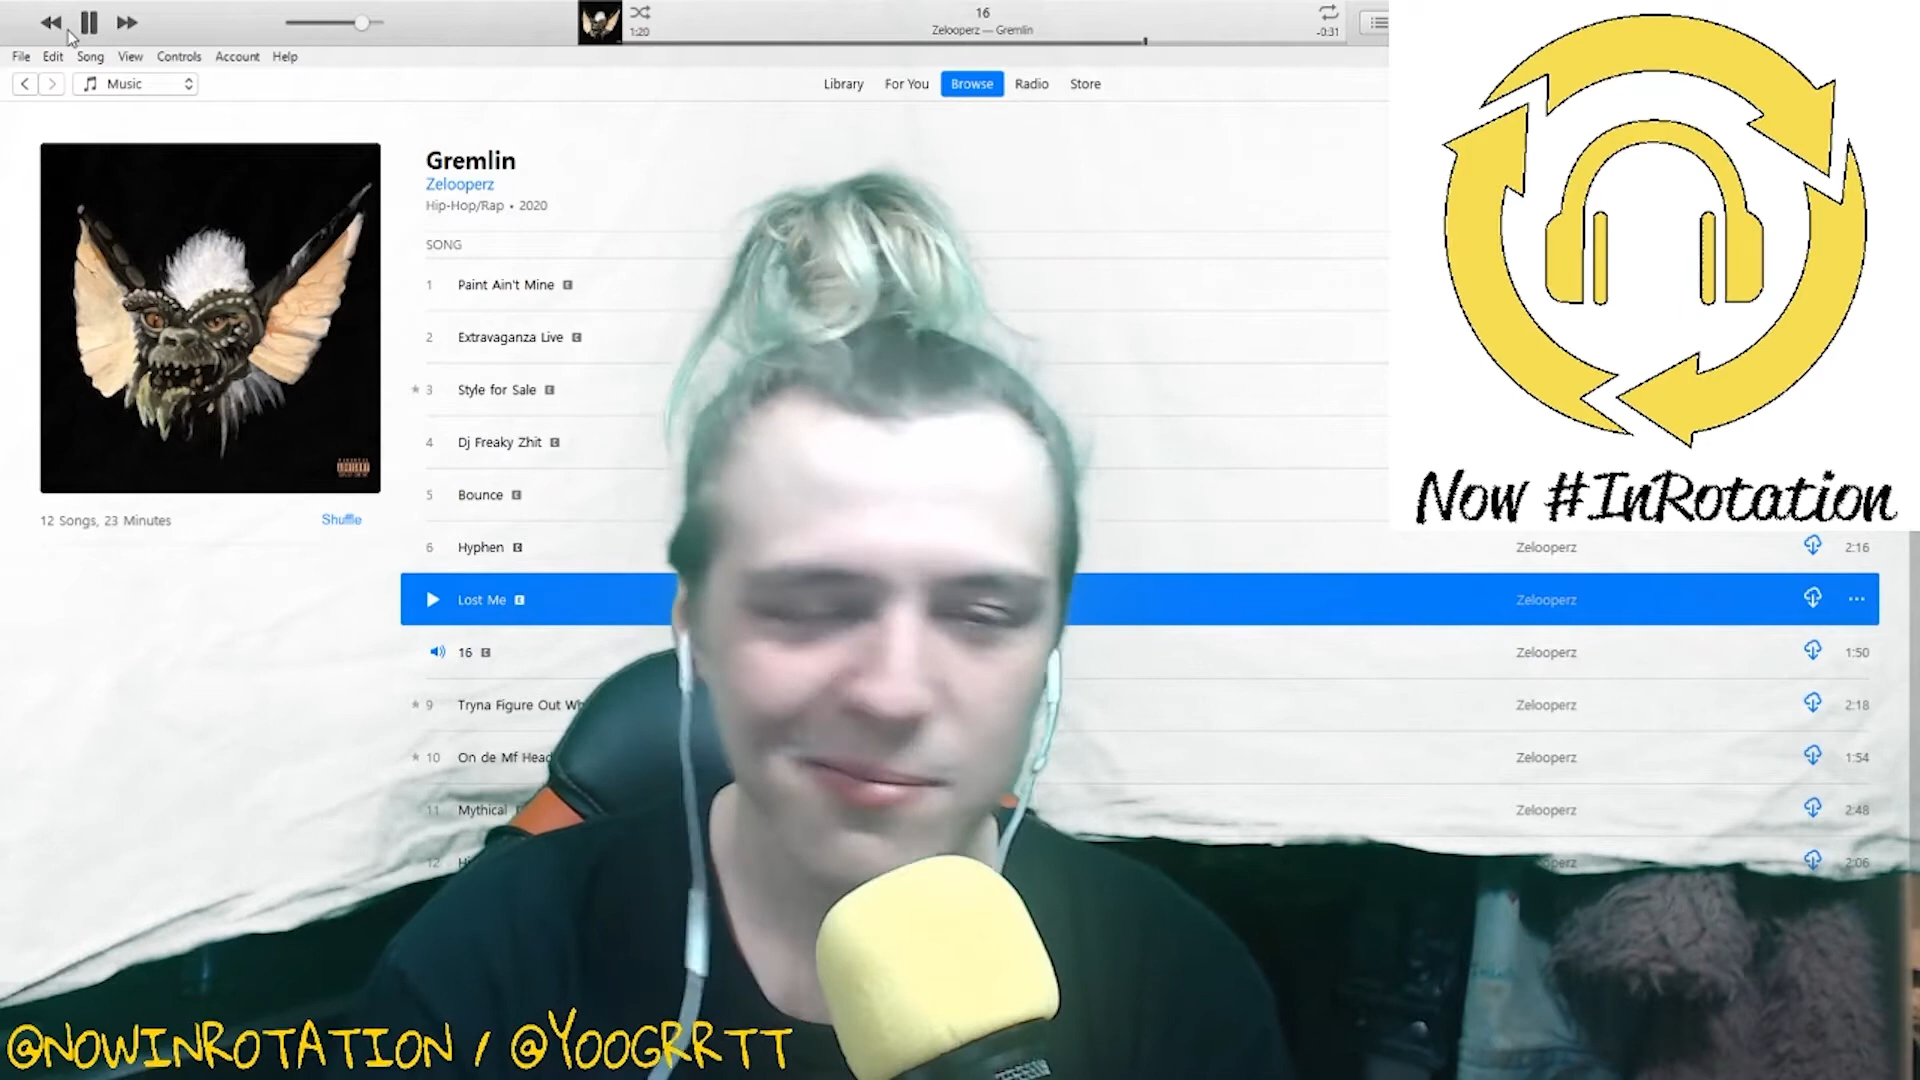 16
Zelooperz — Gremlin
1:20
-0:31
File Edit Song View Controls Account Help
Music
Library For You Browse Radio Store
Gremlin
Zelooperz
Hip-Hop/Rap • 2020
SONG
1 Paint Ain't Mine E
2 Extravaganza Live E
★ 3 Style for Sale E
4 Dj Freaky Zhit E
5 Bounce E
12 Songs, 23 Minutes Shuffle
Now #InRotation
6 Hyphen E Zelooperz 2:16
Lost Me E Zelooperz ...
16 E Zelooperz 1:50
★ 9 Tryna Figure Out Zelooperz 2:18
★ 10 On de Mf Head Zelooperz 1:54
11 Mythical Zelooperz 2:48
12 2:06
@NOWINROTATION / @YOOGRRTT